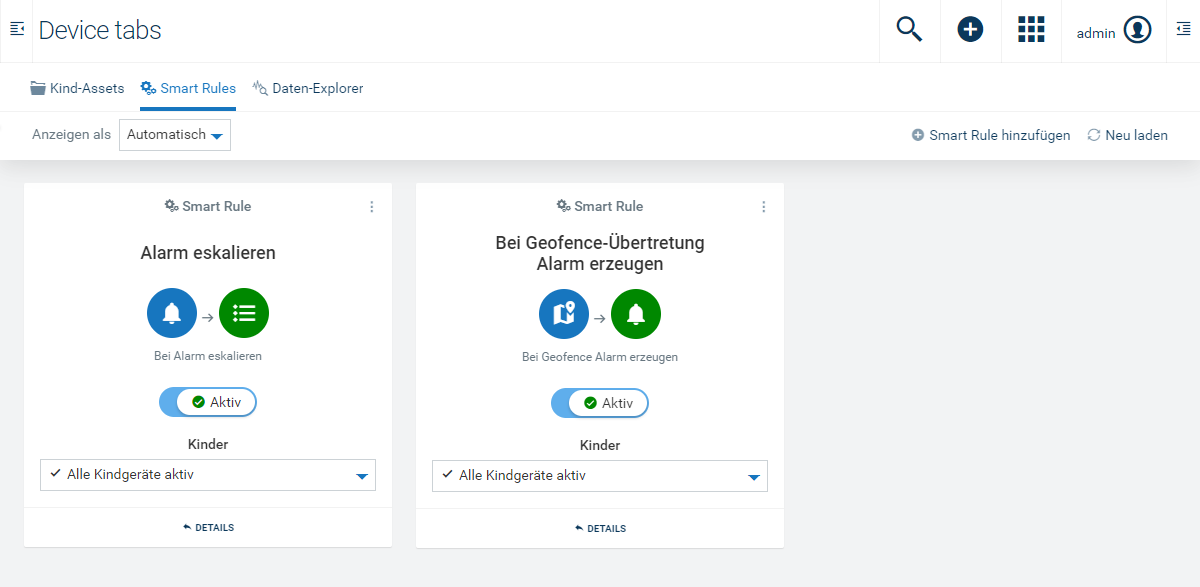 Device tabs
admin
Kind-Assets
Smart Rules
Daten-Explorer
Anzeigen als
Automatisch
Smart Rule hinzufügen
Neu laden
Smart Rule
Alarm eskalieren
Bei Alarm eskalieren
Aktiv
Kinder
Alle Kindgeräte aktiv
DETAILS
Smart Rule
Bei Geofence-Übertretung
Alarm erzeugen
Bei Geofence Alarm erzeugen
Aktiv
Kinder
Alle Kindgeräte aktiv
DETAILS